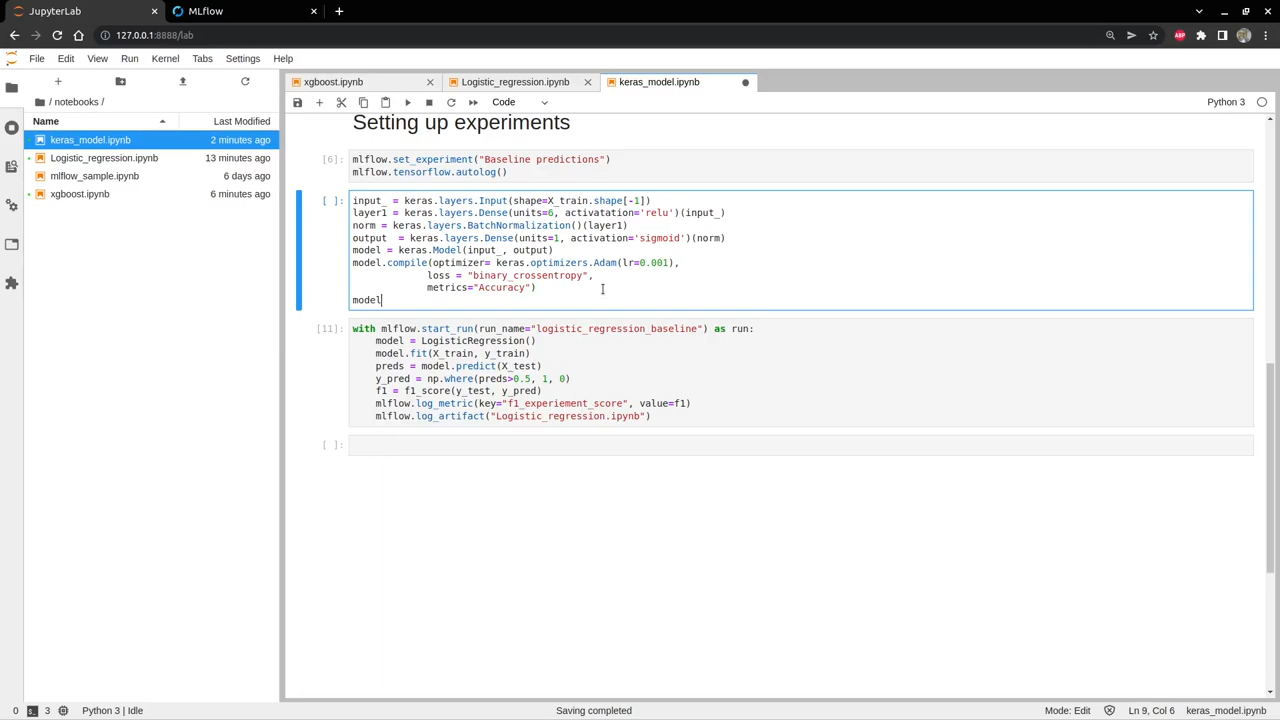 JupyterLab
MLflow
127.0.0.1:8888/lab
ABP
File Edit View Run Kernel Tabs Settings Help
xgboost.ipynb
Logistic_regression.ipynb
keras_model.ipynb
/ notebooks /
Code
Python 3
Name Last Modified
keras_model.ipynb 2 minutes ago
Logistic_regression.ipynb 13 minutes ago
mlflow_sample.ipynb 6 days ago
xgboost.ipynb 6 minutes ago
Setting up experiments
[6]: mlflow.set_experiment("Baseline predictions")
mlflow.tensorflow.autolog()
[ ]: input_ = keras.layers.Input(shape=X_train.shape[-1])
layer1 = keras.layers.Dense(units=6, activatation='relu')(input_)
norm = keras.layers.BatchNormalization()(layer1)
output  = keras.layers.Dense(units=1, activation='sigmoid')(norm)
model = keras.Model(input_, output)
model.compile(optimizer= keras.optimizers.Adam(lr=0.001),
loss = "binary_crossentropy",
metrics="Accuracy")
model
[11]: with mlflow.start_run(run_name="logistic_regression_baseline") as run:
model = LogisticRegression()
model.fit(X_train, y_train)
preds = model.predict(X_test)
y_pred = np.where(preds>0.5, 1, 0)
f1 = f1_score(y_test, y_pred)
mlflow.log_metric(key="f1_experiement_score", value=f1)
mlflow.log_artifact("Logistic_regression.ipynb")
[ ]:
0 3 Python 3 | Idle Saving completed Mode: Edit Ln 9, Col 6 keras_model.ipynb